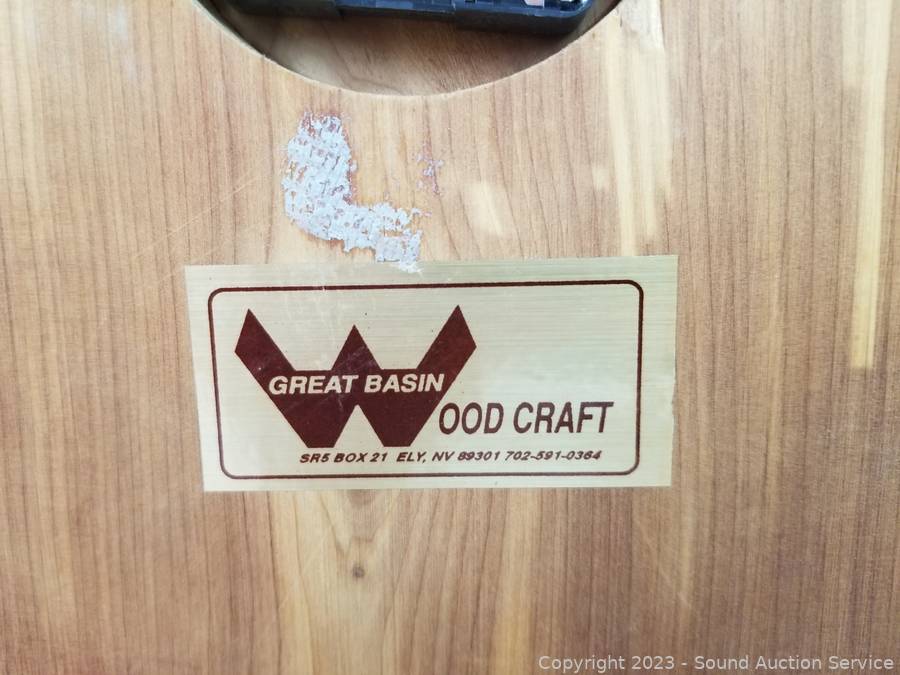 GREAT BASIN
WOOD CRAFT
SR5 BOX 21 ELY, NV 89301 702-591-0364
Copyright 2023 - Sound Auction Service